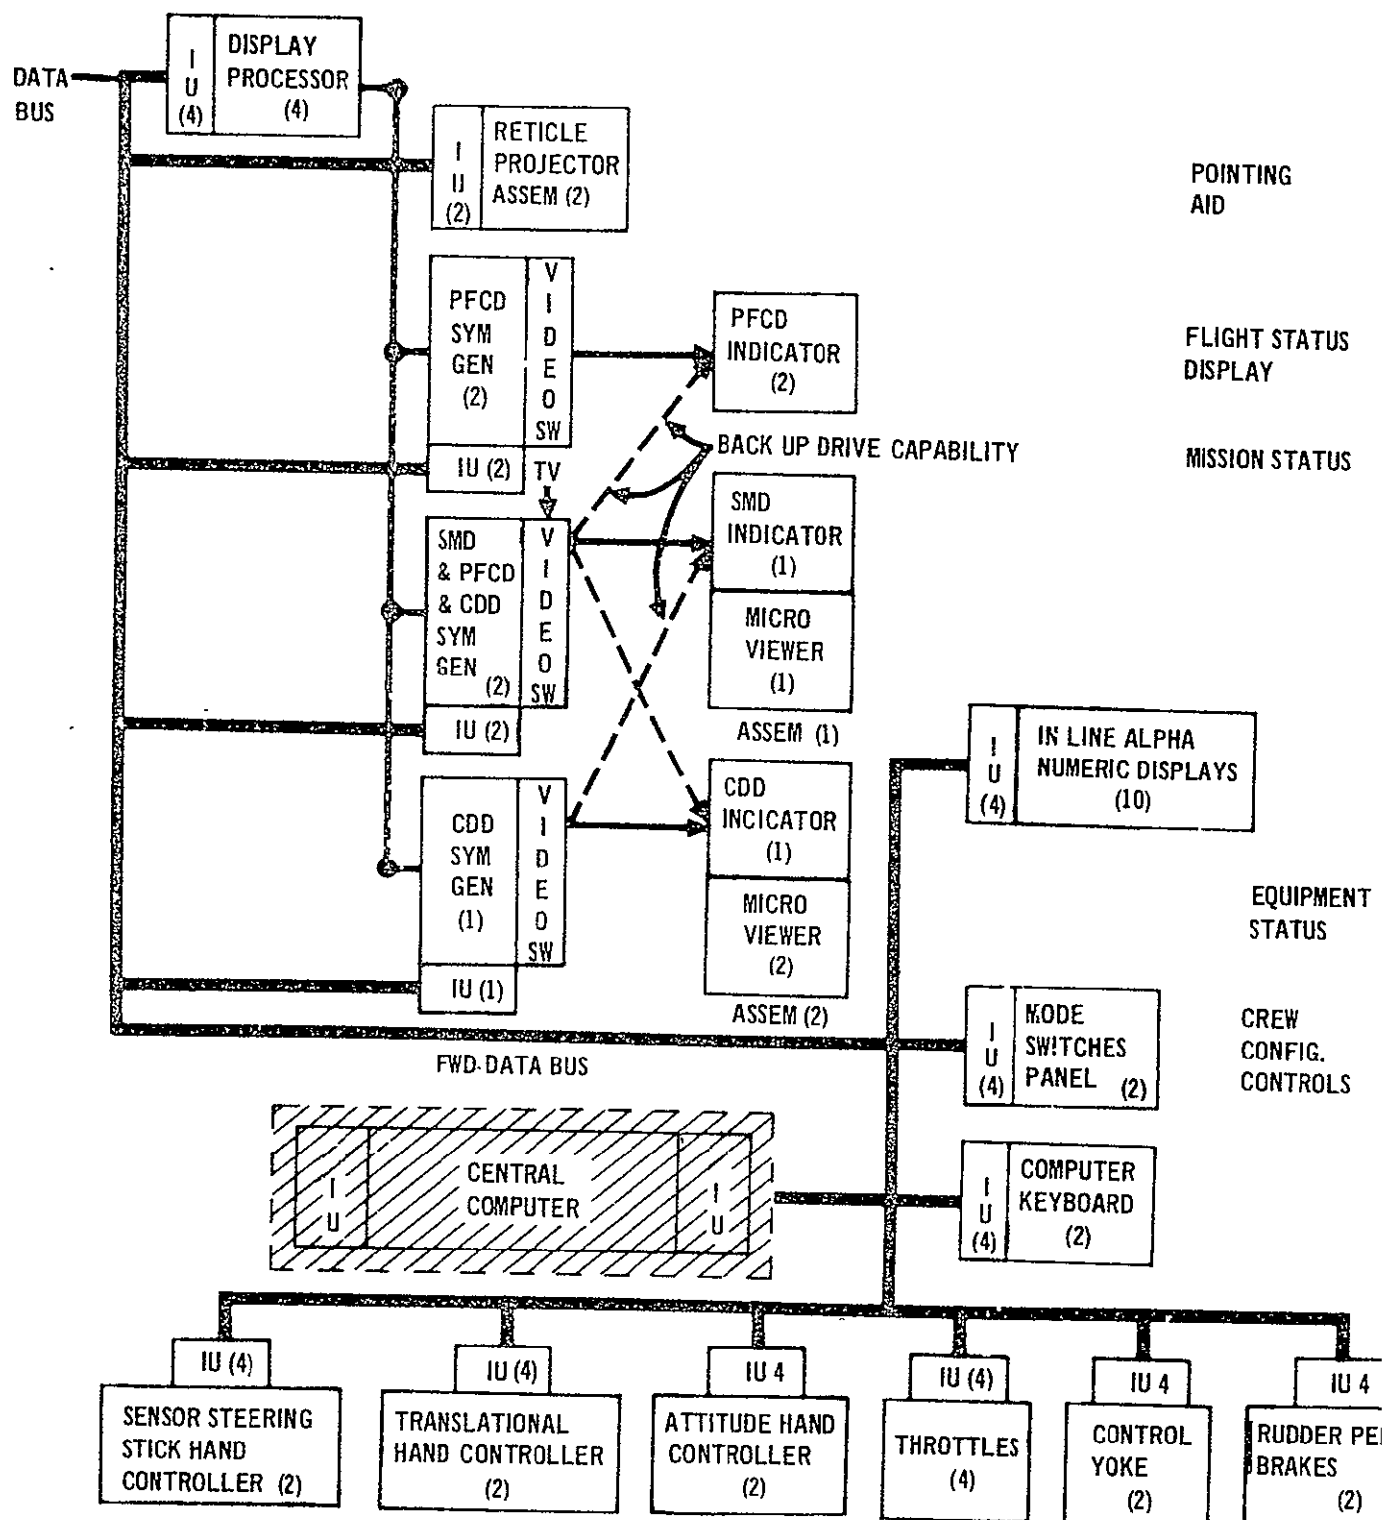 DATA
BUS
I
U
(4)
DISPLAY
PROCESSOR
(4)
I
U
(2)
RETICLE
PROJECTOR
ASSEM (2)
POINTING
AID
PFCD
SYM
GEN
(2)
V
I
D
E
O
SW
IU (2)
TV
PFCD
INDICATOR
(2)
FLIGHT STATUS
DISPLAY
BACK UP DRIVE CAPABILITY
MISSION STATUS
SMD
& PFCD
& CDD
SYM
GEN (2)
V
I
D
E
O
SW
IU (2)
SMD
INDICATOR
(1)
MICRO
VIEWER
(1)
ASSEM (1)
CDD
SYM
GEN
(1)
V
I
D
E
O
SW
IU (1)
CDD
INCICATOR
(1)
MICRO
VIEWER
(2)
ASSEM (2)
I
U
(4)
IN LINE ALPHA
NUMERIC DISPLAYS
(10)
EQUIPMENT
STATUS
FWD-DATA BUS
I
U
(4)
MODE
SWITCHES
PANEL (2)
CREW
CONFIG.
CONTROLS
I
U
CENTRAL
COMPUTER
I
U
I
U
(4)
COMPUTER
KEYBOARD
(2)
IU (4)
SENSOR STEERING
STICK HAND
CONTROLLER (2)
IU (4)
TRANSLATIONAL
HAND CONTROLLER
(2)
IU 4
ATTITUDE HAND
CONTROLLER
(2)
IU (4)
THROTTLES
(4)
IU 4
CONTROL
YOKE
(2)
IU 4
RUDDER PE
BRAKES
(2)